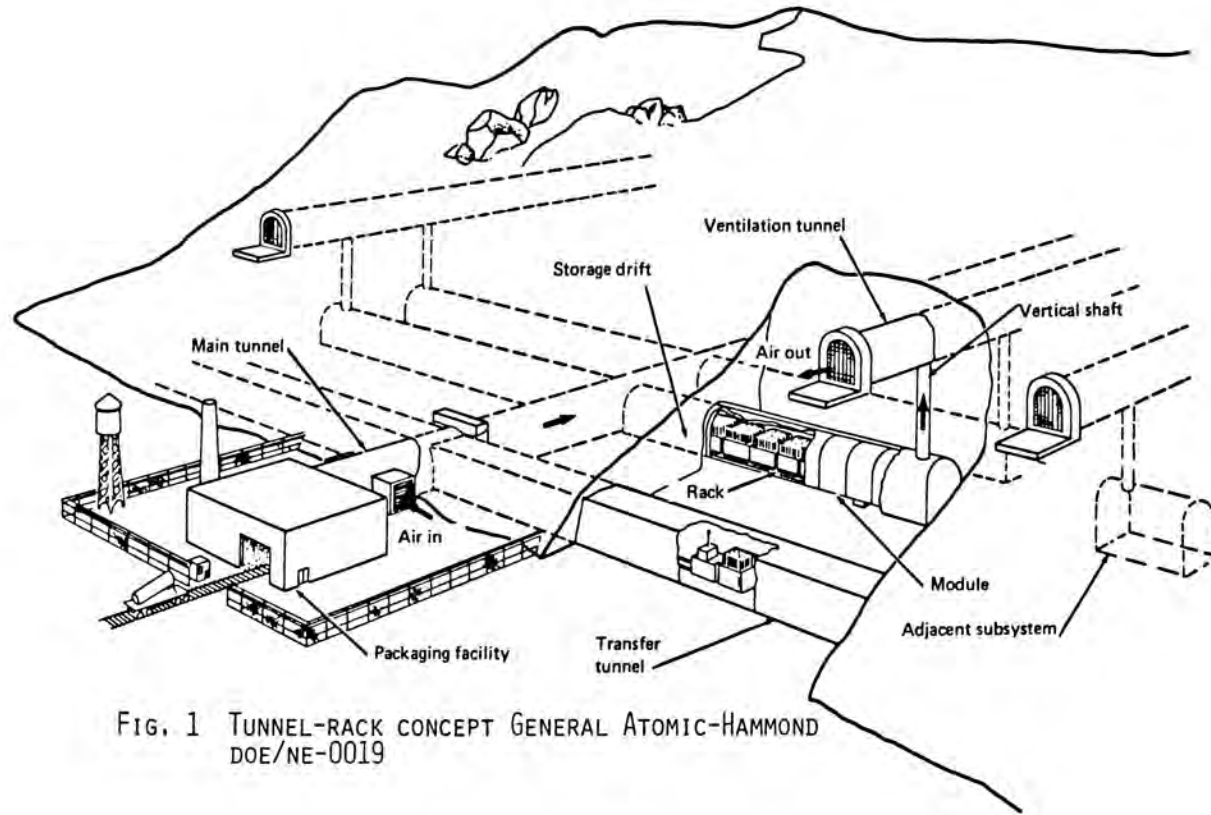 Ventilation tunnel
Storage drift
Vertical shaft
Main tunnel
Air out
Rack
Air in
Module
Adjacent subsystem
Packaging facility
Transfer
tunnel
FIG. 1 TUNNEL-RACK CONCEPT GENERAL ATOMIC-HAMMOND
DOE/NE-0019